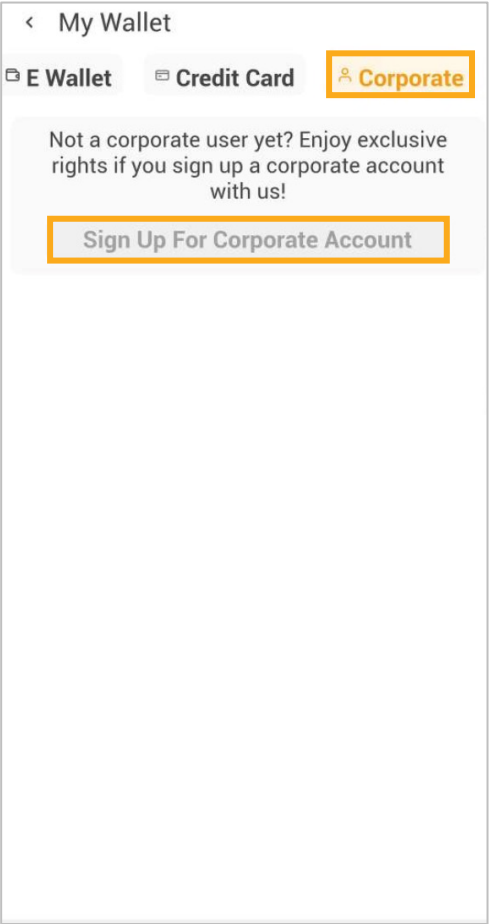 My Wallet
E Wallet Credit Card Corporate
Not a corporate user yet? Enjoy exclusive
rights if you sign up a corporate account
with us!
Sign Up For Corporate Account